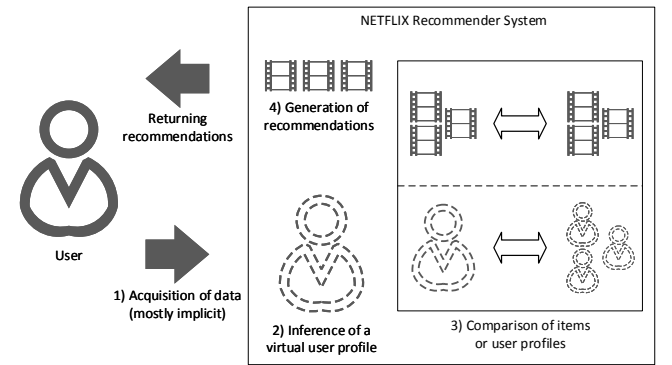 NETFLIX Recommender System
Returning
recommendations
4) Generation of
recommendations
User
1) Acquisition of data
(mostly implicit)
2) Inference of a
virtual user profile
3) Comparison of items
or user profiles